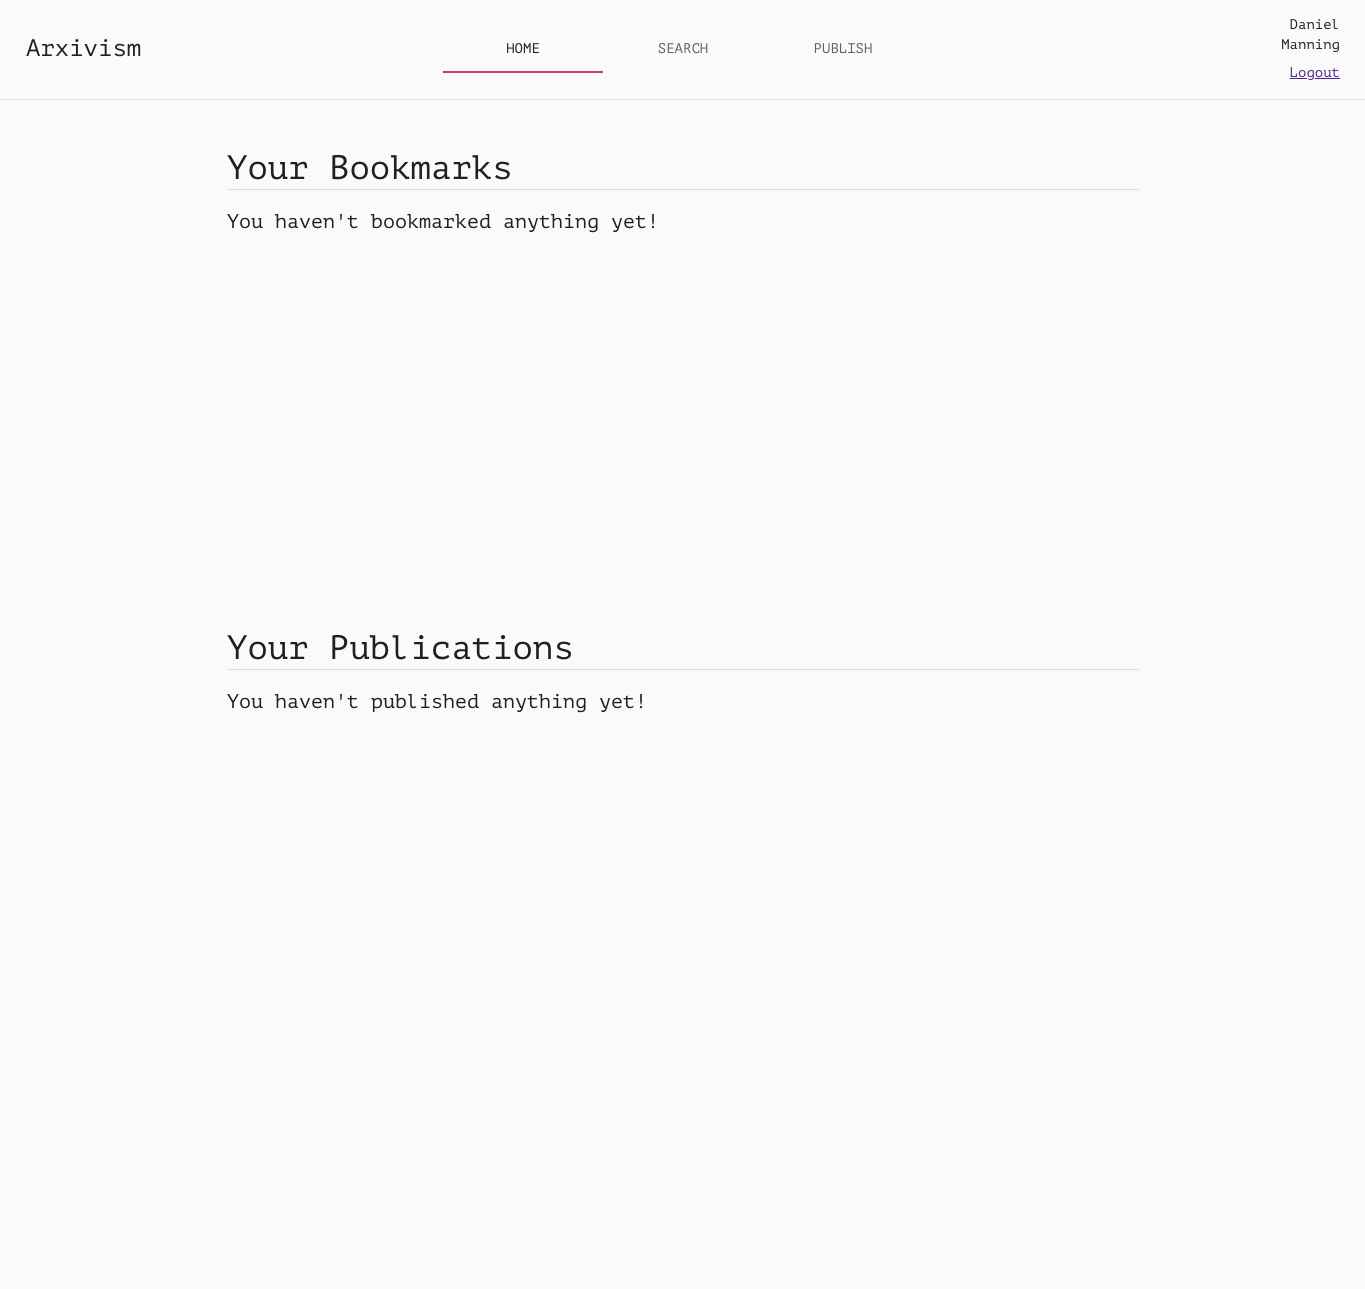 Arxivism
HOME
SEARCH
PUBLISH
Daniel
Manning
Logout
Your Bookmarks
You haven't bookmarked anything yet!
Your Publications
You haven't published anything yet!